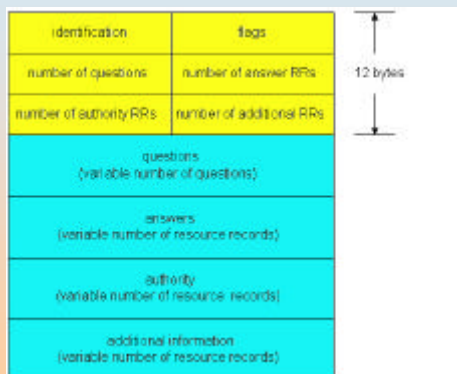 identification flags
number of questions number of answer RRs 12 bytes
number of authority RRs number of additional RRs
questions
(variable number of questions)
answers
(variable number of resource records)
authority
(variable number of resource records)
additional information
(variable number of resource records)